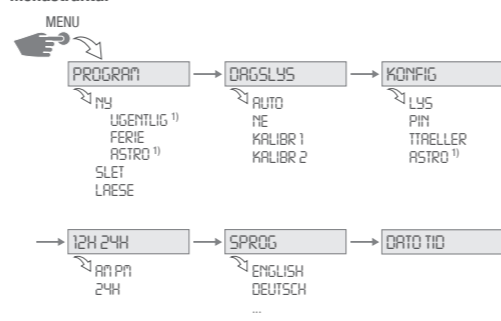 MENU
PROGRAM
DAGSLYS
KONFIG
NY
UGENTLIG 1)
FERIE
ASTRO 1)
SLET
LAESE
AUTO
NE
KALIBR 1
KALIBR 2
LYS
PIN
TTAELLER
ASTRO 1)
12H 24H
SPROG
DATO TID
AM PM
24H
ENGLISH
DEUTSCH
...